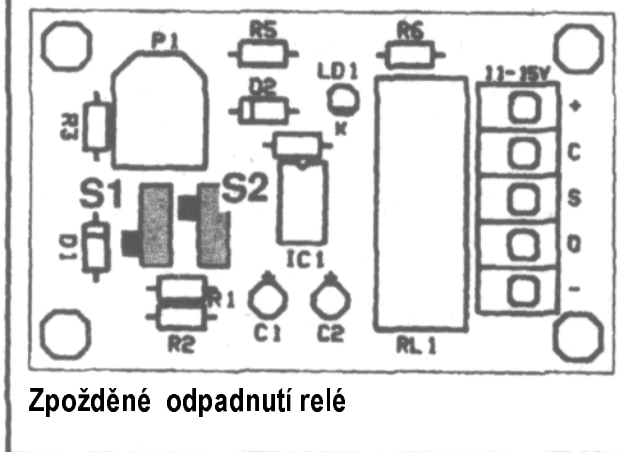 P1
R5
R6
LD1
11-15V
D2
R3
K
+
C
S1
S2
S
D1
O
IC1
R1
-
R2
C1
C2
RL1
Zpožděné odpadnutí relé